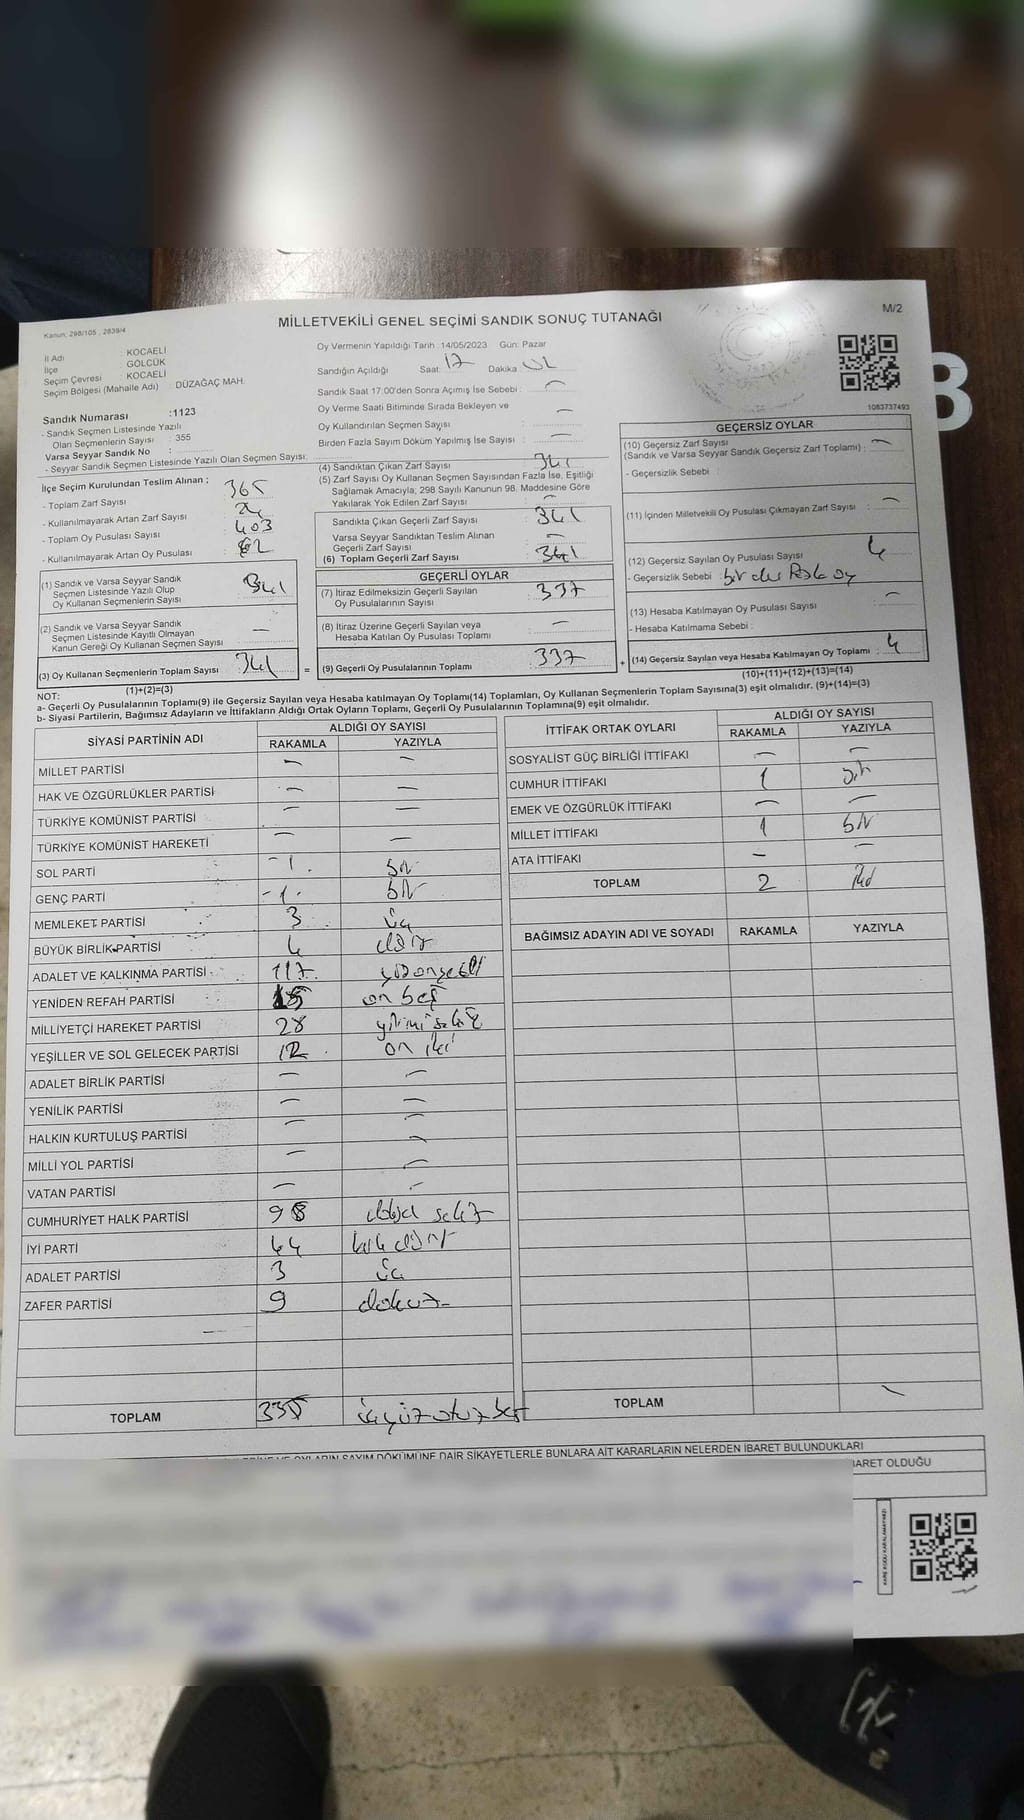 Kanun; 298/105 , 2839/4
MİLLETVEKİLİ GENEL SEÇİMİ SANDIK SONUÇ TUTANAĞI
M/2
İl Adı : KOCAELİ
İlçe : GÖLCÜK
Seçim Çevresi : KOCAELİ
Seçim Bölgesi (Mahalle Adı) : DÜZAĞAÇ MAH.
Sandık Numarası :1123
- Sandık Seçmen Listesinde Yazılı
Olan Seçmenlerin Sayısı : 355
Varsa Seyyar Sandık No :
- Seyyar Sandık Seçmen Listesinde Yazılı Olan Seçmen Sayısı:
Oy Vermenin Yapıldığı Tarih :14/05/2023 Gün: Pazar
Sandığın Açıldığı Saat: 17 Dakika
Sandık Saat 17:00'den Sonra Açımış İse Sebebi : —
Oy Verme Saati Bitiminde Sırada Bekleyen ve
Oy Kullandırılan Seçmen Sayısı : —
Birden Fazla Sayım Döküm Yapılmış İse Sayısı : —
1083737493
İlçe Seçim Kurulundan Teslim Alınan ;
- Toplam Zarf Sayısı : 365
- Kullanılmayarak Artan Zarf Sayısı : 24
- Toplam Oy Pusulası Sayısı : 403
- Kullanılmayarak Artan Oy Pusulası : 62
(4) Sandıktan Çıkan Zarf Sayısı : 341
(5) Zarf Sayısı Oy Kullanan Seçmen Sayısından Fazla İse, Eşitliği
Sağlamak Amacıyla; 298 Sayılı Kanunun 98. Maddesine Göre
Yakılarak Yok Edilen Zarf Sayısı : —
Sandıkta Çıkan Geçerli Zarf Sayısı : 341
Varsa Seyyar Sandıktan Teslim Alınan
Geçerli Zarf Sayısı : —
(6) Toplam Geçerli Zarf Sayısı : 341
GEÇERSİZ OYLAR
(10) Geçersiz Zarf Sayısı : —
(Sandık ve Varsa Seyyar Sandık Geçersiz Zarf Toplamı) :
- Geçersizlik Sebebi :
(11) İçinden Milletvekili Oy Pusulası Çıkmayan Zarf Sayısı : —
(12) Geçersiz Sayılan Oy Pusulası Sayısı : 4
- Geçersizlik Sebebi : oy
(13) Hesaba Katılmayan Oy Pusulası Sayısı : —
- Hesaba Katılmama Sebebi :
(14) Geçersiz Sayılan veya Hesaba Katılmayan Oy Toplamı : 4
(10)+(11)+(12)+(13)=(14)
(1) Sandık ve Varsa Seyyar Sandık
Seçmen Listesinde Yazılı Olup
Oy Kullanan Seçmenlerin Sayısı : 341
(2) Sandık ve Varsa Seyyar Sandık
Seçmen Listesinde Kayıtlı Olmayan
Kanun Gereği Oy Kullanan Seçmen Sayısı : —
(3) Oy Kullanan Seçmenlerin Toplam Sayısı : 341 =
(1)+(2)=(3)
GEÇERLİ OYLAR
(7) İtiraz Edilmeksizin Geçerli Sayılan
Oy Pusulalarının Sayısı : 337
(8) İtiraz Üzerine Geçerli Sayılan veya
Hesaba Katılan Oy Pusulası Toplamı : —
(9) Geçerli Oy Pusulalarının Toplamı : 337 +
NOT:
a- Geçerli Oy Pusulalarının Toplamı(9) ile Geçersiz Sayılan veya Hesaba katılmayan Oy Toplamı(14) Toplamları, Oy Kullanan Seçmenlerin Toplam Sayısına(3) eşit olmalıdır. (9)+(14)=(3)
b- Siyasi Partilerin, Bağımsız Adayların ve İttifakların Aldığı Ortak Oyların Toplamı, Geçerli Oy Pusulalarının Toplamına(9) eşit olmalıdır.
SİYASİ PARTİNİN ADI ALDIĞI OY SAYISI
RAKAMLA YAZIYLA
MİLLET PARTİSİ — —
HAK VE ÖZGÜRLÜKLER PARTİSİ — —
TÜRKİYE KOMÜNİST PARTİSİ — —
TÜRKİYE KOMÜNİST HAREKETİ — —
SOL PARTİ - 1. bir
GENÇ PARTİ - 1. bir
MEMLEKET PARTİSİ 3 üç
BÜYÜK BİRLİK PARTİSİ 4 dört
ADALET VE KALKINMA PARTİSİ 117 yüzonyedi
YENİDEN REFAH PARTİSİ 15 on beş
MİLLİYETÇİ HAREKET PARTİSİ 28 yirmi sekiz
YEŞİLLER VE SOL GELECEK PARTİSİ 12 on iki
ADALET BİRLİK PARTİSİ — —
YENİLİK PARTİSİ — —
HALKIN KURTULUŞ PARTİSİ — —
MİLLİ YOL PARTİSİ — —
VATAN PARTİSİ — —
CUMHURİYET HALK PARTİSİ 98 doksan sekiz
İYİ PARTİ 44 kırk dört
ADALET PARTİSİ 3 üç
ZAFER PARTİSİ 9 dokuz
TOPLAM 335 üçyüz otuz beş
İTTİFAK ORTAK OYLARI ALDIĞI OY SAYISI
RAKAMLA YAZIYLA
SOSYALİST GÜÇ BİRLİĞİ İTTİFAKI — —
CUMHUR İTTİFAKI 1 bir
EMEK VE ÖZGÜRLÜK İTTİFAKI — —
MİLLET İTTİFAKI 1 bir
ATA İTTİFAKI — —
TOPLAM 2 iki
BAĞIMSIZ ADAYIN ADI VE SOYADI RAKAMLA YAZIYLA
TOPLAM
OYLARIN SAYIM DÖKÜMÜNE DAİR ŞİKAYETLERLE BUNLARA AİT KARARLARIN NELERDEN İBARET BULUNDUKLARI
BARET OLDUĞU